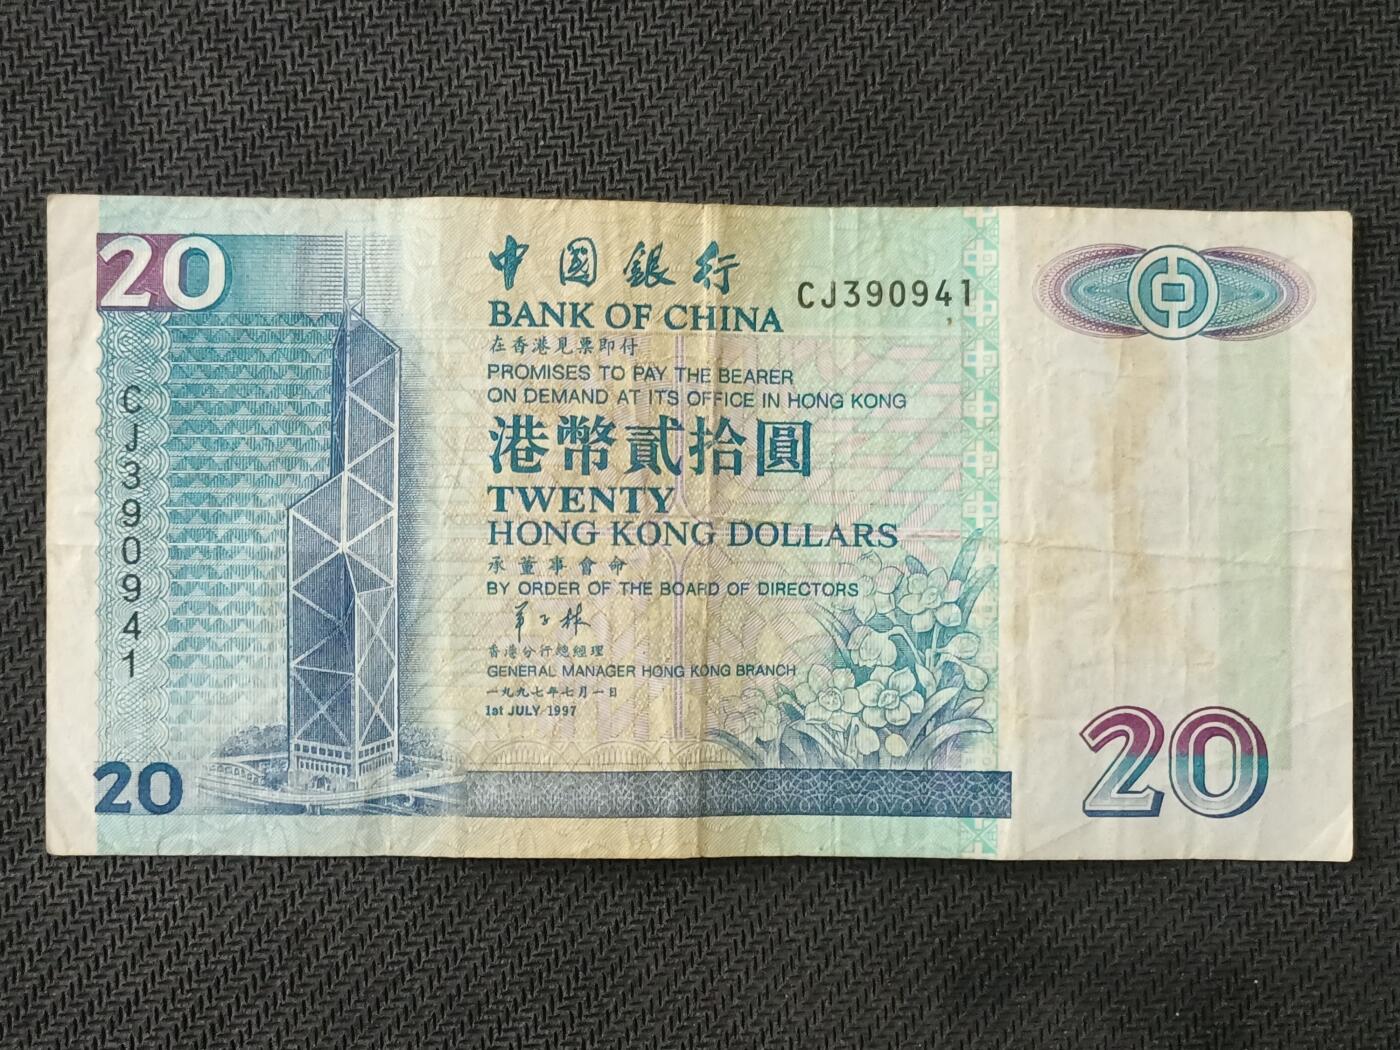 20
中國銀行
CJ390941
BANK OF CHINA
在香港見票即付
PROMISES TO PAY THE BEARER
ON DEMAND AT ITS OFFICE IN HONG KONG
CJ390941
港幣貳拾圓
TWENTY
HONG KONG DOLLARS
承董事會命
BY ORDER OF THE BOARD OF DIRECTORS
香港分行總經理
GENERAL MANAGER HONG KONG BRANCH
一九九七年七月一日
1st JULY 1997
20
20